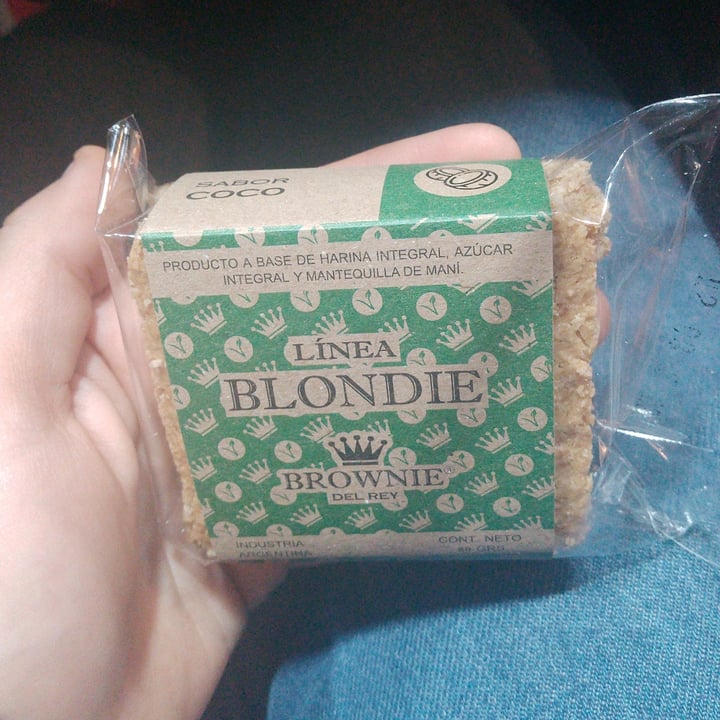 SABOR
COCO
PRODUCTO A BASE DE HARINA INTEGRAL, AZÚCAR
INTEGRAL Y MANTEQUILLA DE MANÍ.
LÍNEA
BLONDIE
BROWNIE®
DEL REY
INDUSTRIA
ARGENTINA
CONT. NETO
GRS.